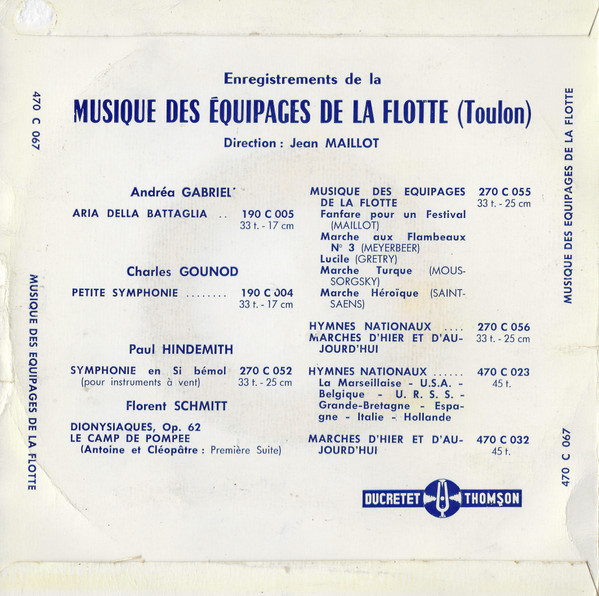 Enregistrements de la
MUSIQUE DES ÉQUIPAGES DE LA FLOTTE (Toulon)
Direction : Jean MAILLOT
470 C 067
MUSIQUE DES EQUIPAGES DE LA FLOTTE
Andréa GABRIEL'
ARIA DELLA BATTAGLIA .. 190 C 005
33 t. - 17 cm
Charles GOUNOD
PETITE SYMPHONIE ........ 190 C 004
33 t. - 17 cm
Paul HINDEMITH
SYMPHONIE en Si bémol 270 C 052
(pour instruments à vent) 33 t. - 25 cm
Florent SCHMITT
DIONYSIAQUES, Op. 62
LE CAMP DE POMPEE
(Antoine et Cléopâtre : Première Suite)
MUSIQUE DES EQUIPAGES 270 C 055
DE LA FLOTTE 33 t. - 25 cm
Fanfare pour un Festival
(MAILLOT)
Marche aux Flambeaux
N° 3 (MEYERBEER)
Lucile (GRETRY)
Marche Turque (MOUS-
SORGSKY)
Marche Héroïque (SAINT-
SAENS)
HYMNES NATIONAUX .... 270 C 056
MARCHES D'HIER ET D'AU- 33 t. - 25 cm
JOURD'HUI
HYMNES NATIONAUX ...... 470 C 023
La Marseillaise - U.S.A. - 45 t.
Belgique - U. R. S. S. -
Grande-Bretagne - Espa-
gne - Italie - Hollande
MARCHES D'HIER ET D'AU- 470 C 032
JOURD'HUI 45 t.
DUCRETET THOMSON
MUSIQUE DES EQUIPAGES DE LA FLOTTE
470 C 067